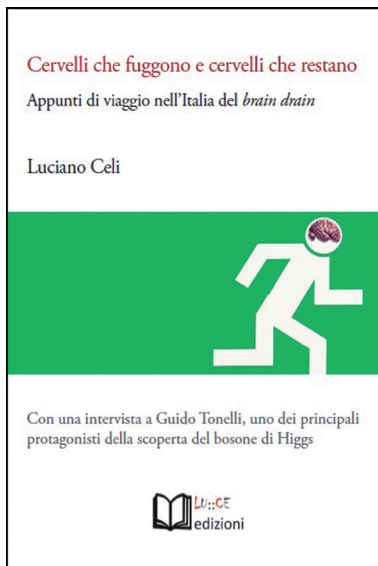 Cervelli che fuggono e cervelli che restano
Appunti di viaggio nell'Italia del brain drain
Luciano Celi
Con una intervista a Guido Tonelli, uno dei principali
protagonisti della scoperta del bosone di Higgs
LU::CE
edizioni